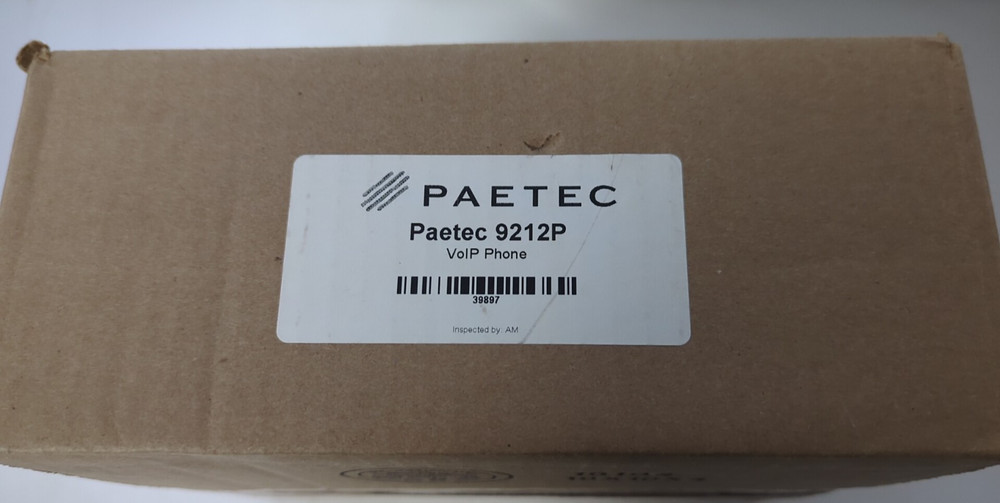 PAETEC
Paetec 9212P
VoIP Phone
39897
Inspected by: AM